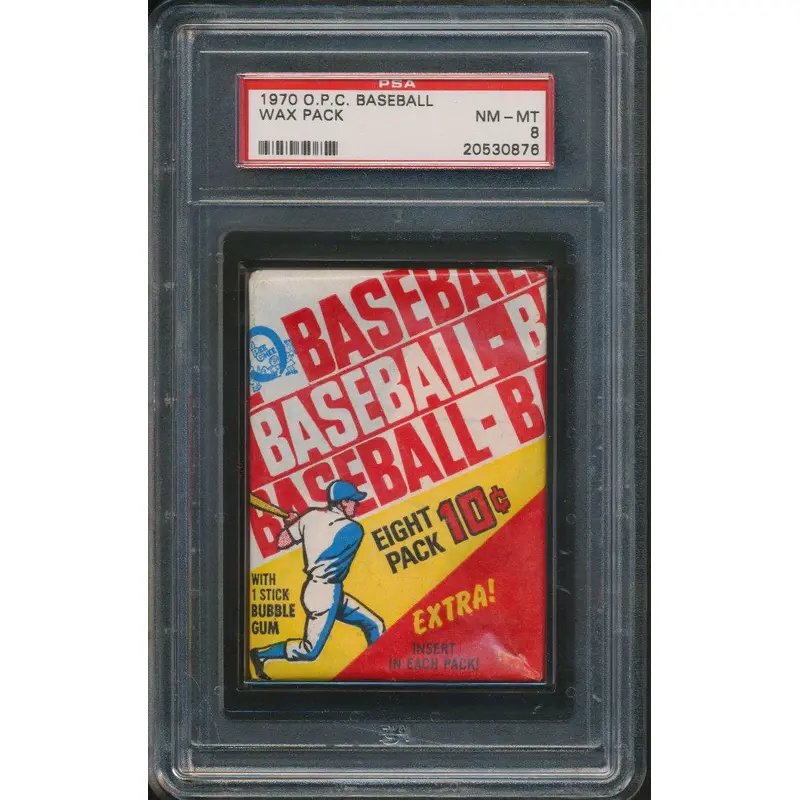 PSA
1970 O.P.C. BASEBALL
WAX PACK
NM-MT
8
20530876
BASEBALL
BASEBALL-B
BASEBALL-B
EIGHT
PACK
10¢
WITH
1 STICK
BUBBLE
GUM
EXTRA!
INSERT
IN EACH PACK!